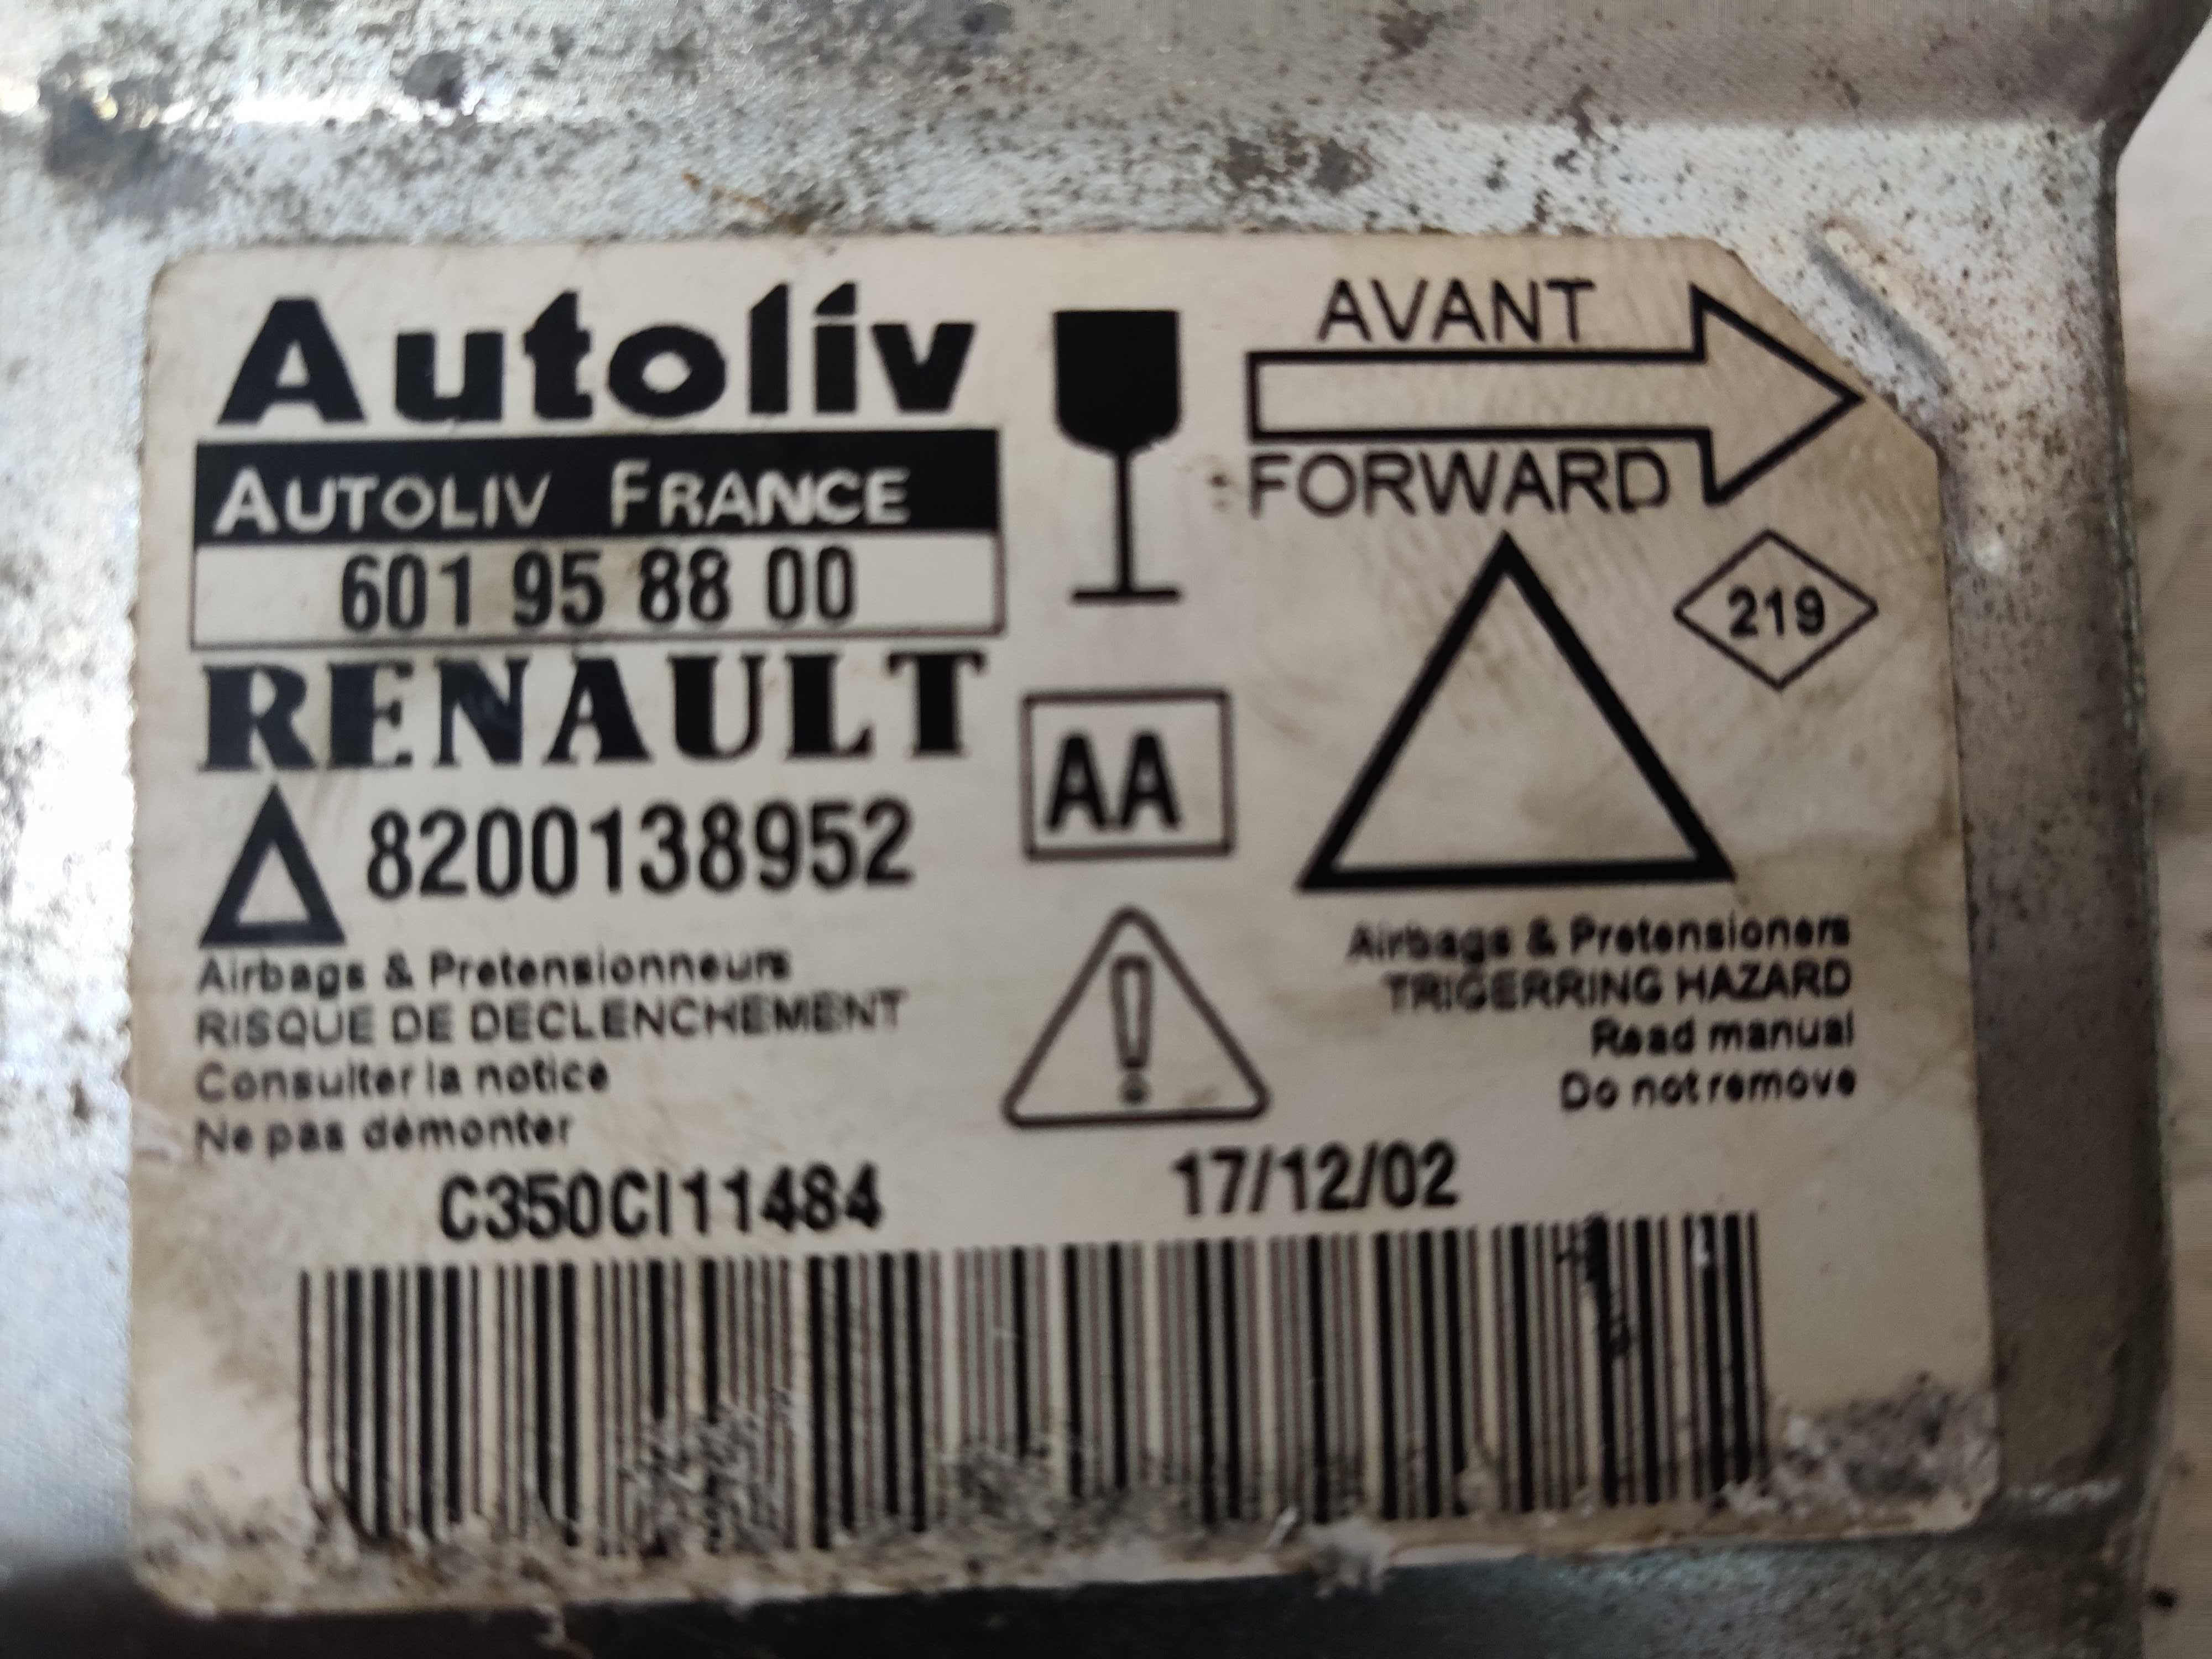 Autoliv
AUTOLIV FRANCE
601 95 88 00
RENAULT
8200138952
Airbags & Pretensionneurs
RISQUE DE DECLENCHEMENT
Consulter la notice
Ne pas démonter
AVANT
FORWARD
219
AA
Airbags & Pretensioners
TRIGERRING HAZARD
Read manual
Do not remove
C350CI11484
17/12/02